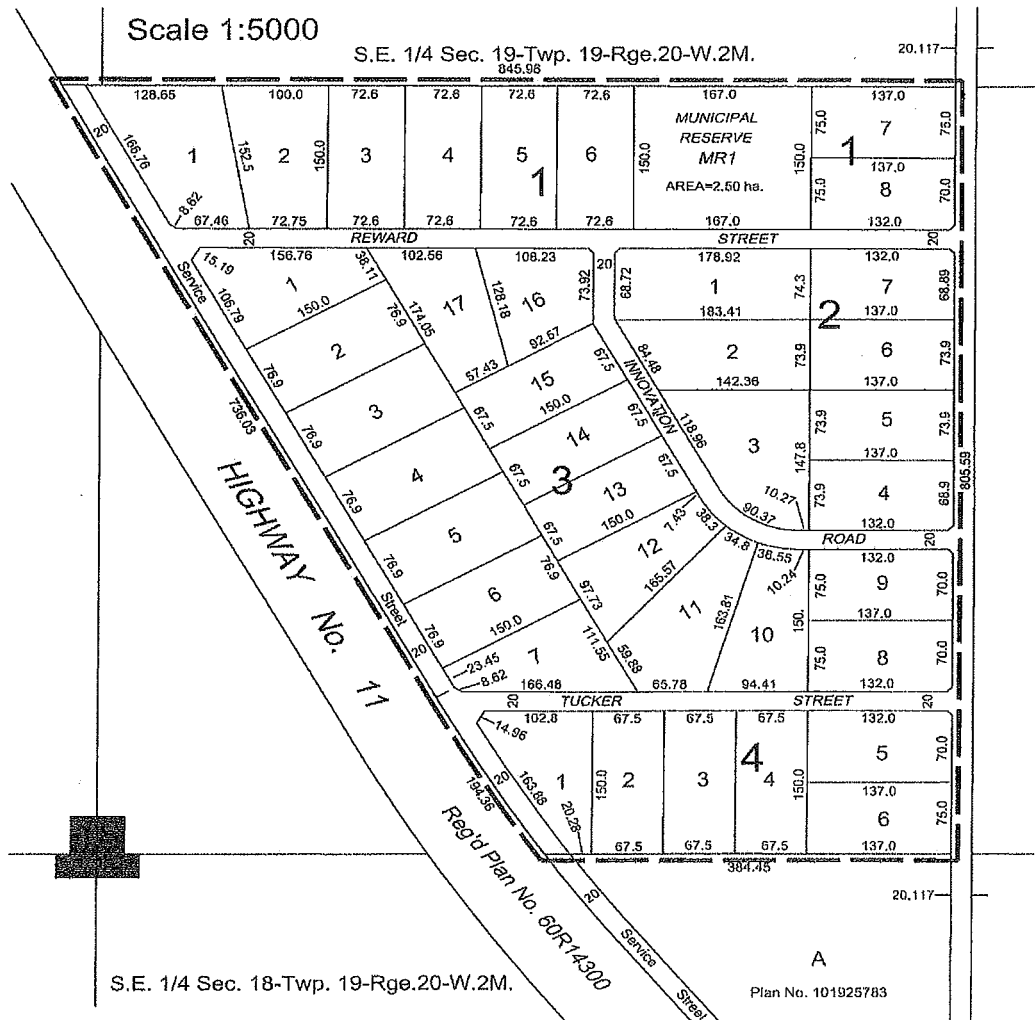 Scale 1:5000
S.E. 1/4 Sec. 19-Twp. 19-Rge.20-W.2M.
20.117
845.98
128.65 100.0 72.6 72.6 72.6 72.6 167.0 137.0
20 166.76 1 152.5 2 150.0 3 4 5 6 150.0
MUNICIPAL
RESERVE
MR1
AREA=2.50 ha.
150.0 75.0 7 75.0
1 1
137.0
75.0 8 70.0
8.62
67.46 72.75 72.6 72.6 72.6 72.6 167.0 132.0
20 REWARD STREET 20
15.19 156.76 38.11 102.56 108.23 20 178.92 132.0
Service 106.79 1 76.9 174.05 17 128.18 16 73.92 68.72 1 74.3 7 68.89
150.0 183.41 2 137.0
2 92.57 84.48 2 73.9 6 73.9
76.9 57.43 15 67.5 INNOVATION 142.36 137.0
736.03 3 150.0
67.5 14 67.5 118.96 3 147.8 73.9 5 73.9
76.9 4 67.5 3 13 67.5 137.0
805.59
10.27 73.9 4 68.9
HIGHWAY No. 11
76.9 5 67.5 150.0 7.43 38.3 90.37 132.0
34.8 ROAD 20
76.9 12 36.55 132.0
76.9 6 97.73 165.57 10.24 75.0 9 70.0
Street 150.0 11 163.81 150. 137.0
76.9 7 111.55 59.89 10 75.0 8 70.0
20 23.45
8.62
166.48 65.78 94.41 132.0
20 TUCKER STREET 20
14.96 102.8 67.5 67.5 67.5 132.0
4 5 70.0
20 163.86 1 20.28 150.0 2 3 4 150.0 137.0
194.36 6 75.0
67.5 67.5 67.5 137.0
384.45
Reg'd Plan No. 60R14300
20 20.117
Service
Street
A
S.E. 1/4 Sec. 18-Twp. 19-Rge.20-W.2M.
Plan No. 101925783